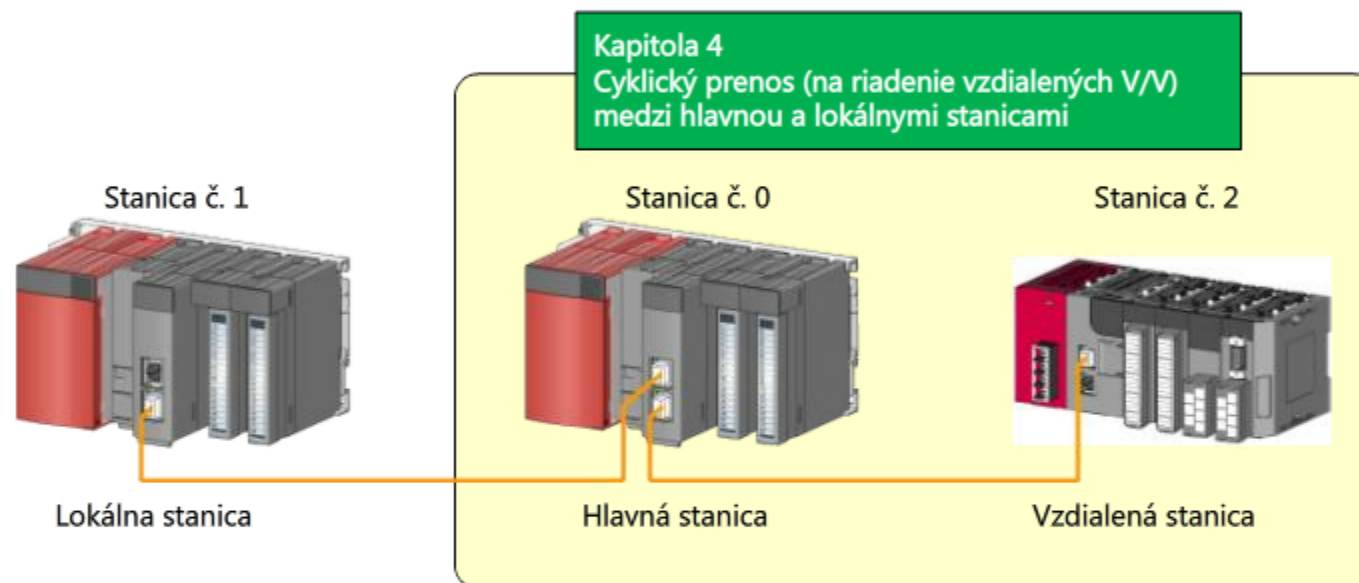 Kapitola 4
Cyklický prenos (na riadenie vzdialených V/V)
medzi hlavnou a lokálnymi stanicami
Stanica č. 1
Stanica č. 0
Stanica č. 2
Lokálna stanica
Hlavná stanica
Vzdialená stanica